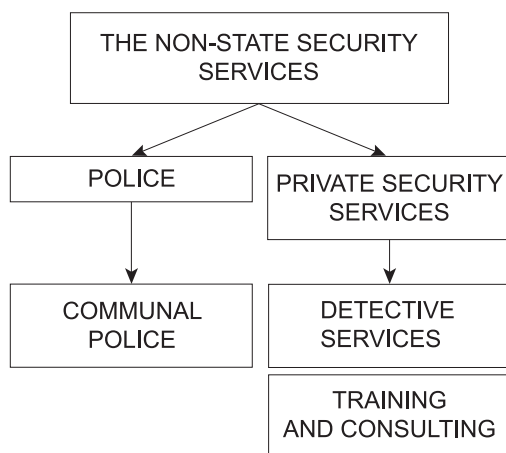 THE NON-STATE SECURITY
SERVICES
POLICE
PRIVATE SECURITY
SERVICES
COMMUNAL
POLICE
DETECTIVE
SERVICES
TRAINING
AND CONSULTING